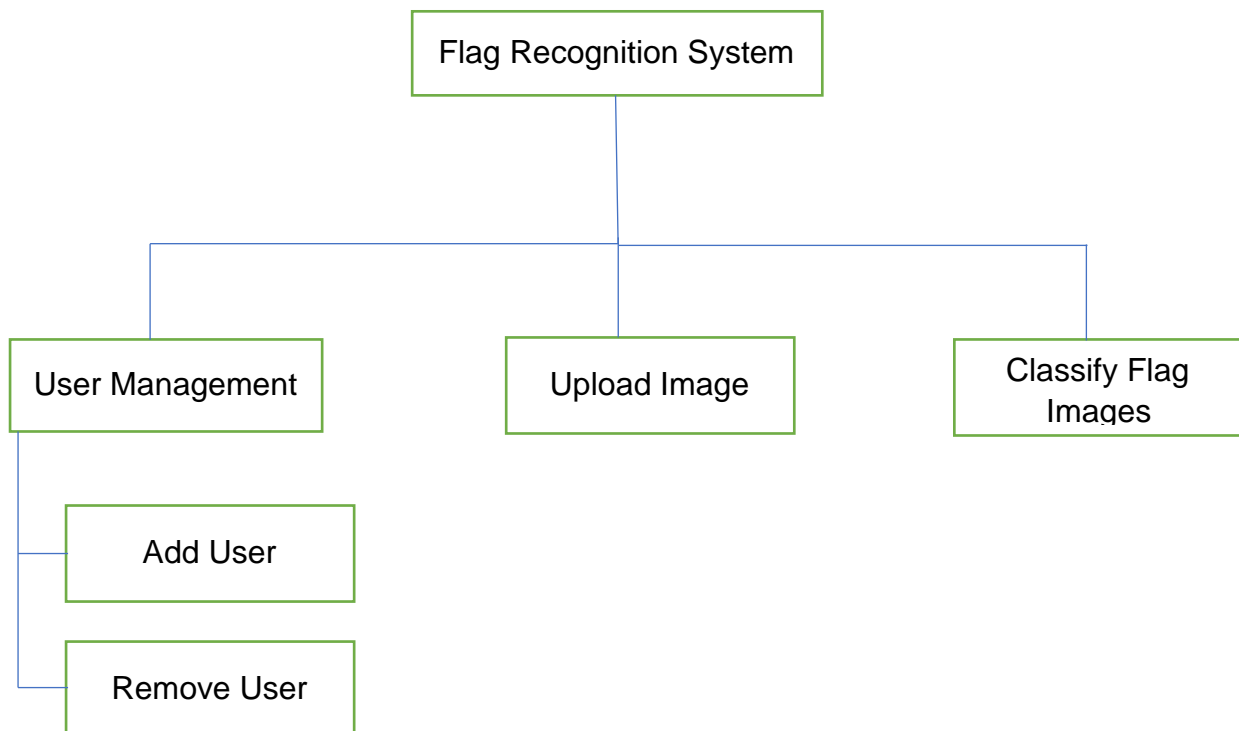 Flag Recognition System
User Management
Upload Image
Classify Flag
Images
Add User
Remove User